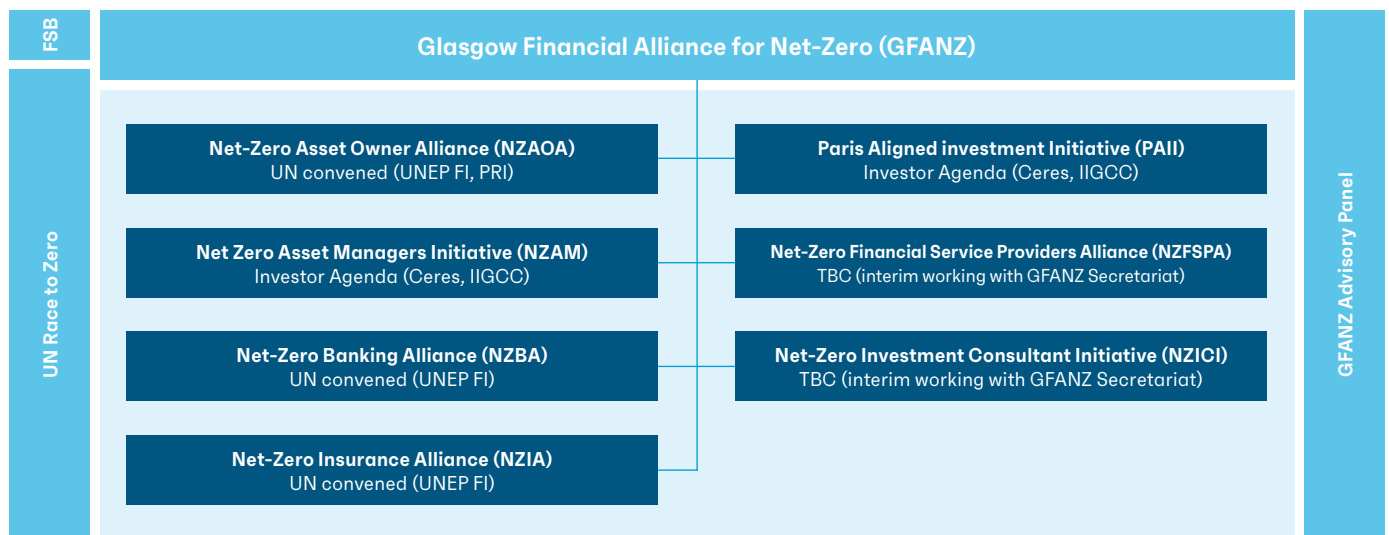 FSB
UN Race to Zero
Glasgow Financial Alliance for Net-Zero (GFANZ)
Net-Zero Asset Owner Alliance (NZAOA)
UN convened (UNEP FI, PRI)
Net Zero Asset Managers Initiative (NZAM)
Investor Agenda (Ceres, IIGCC)
Net-Zero Banking Alliance (NZBA)
UN convened (UNEP FI)
Net-Zero Insurance Alliance (NZIA)
UN convened (UNEP FI)
Paris Aligned investment Initiative (PAII)
Investor Agenda (Ceres, IIGCC)
Net-Zero Financial Service Providers Alliance (NZFSPA)
TBC (interim working with GFANZ Secretariat)
Net-Zero Investment Consultant Initiative (NZICI)
TBC (interim working with GFANZ Secretariat)
GFANZ Advisory Panel